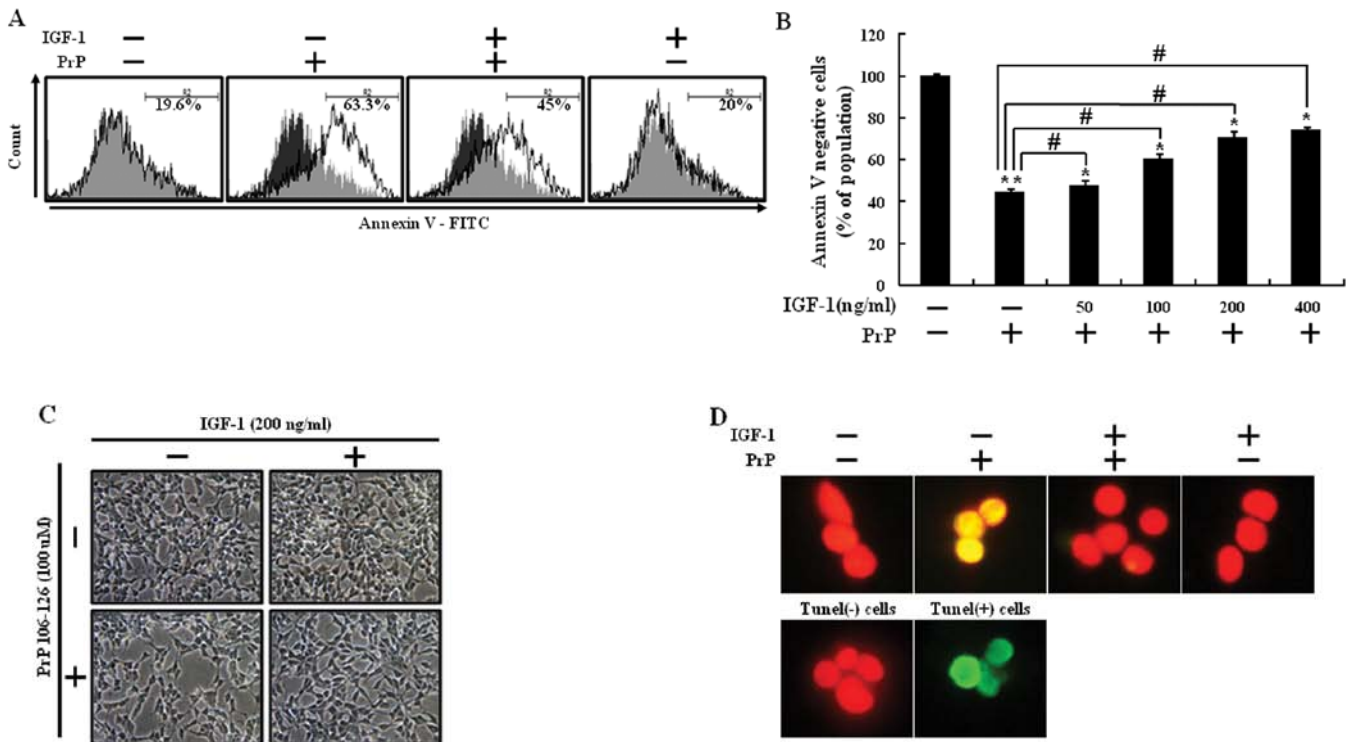 A
IGF-1 − − + +
PrP − + + −
19.6% 63.3% 45% 20%
Count
Annexin V - FITC
B
Annexin V negative cells
(% of population)
120
100
80
60
40
20
0
#
#
#
#
* * * * * *
IGF-1(ng/ml) − − 50 100 200 400
PrP − + + + + +
C
IGF-1 (200 ng/ml)
− +
PrP 106-126 (100 uM)
−
+
D
IGF-1 − − + +
PrP − + + −
Tunel(-) cells Tunel(+) cells